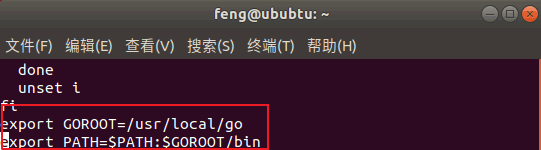 feng@ububtu: ~
文件(F) 编辑(E) 查看(V) 搜索(S) 终端(T) 帮助(H)
done
unset i
fi
export GOROOT=/usr/local/go
export PATH=$PATH:$GOROOT/bin